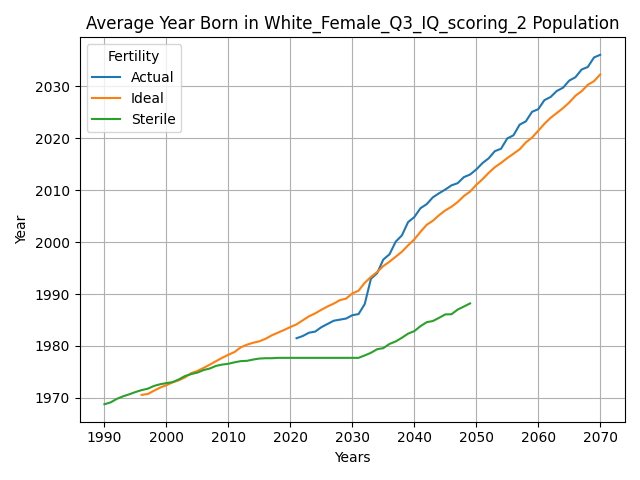 Average Year Born in White_Female_Q3_IQ_scoring_2 Population
Fertility
Actual
Ideal
Sterile
Year
2030
2020
2010
2000
1990
1980
1970
1990 2000 2010 2020 2030 2040 2050 2060 2070
Years